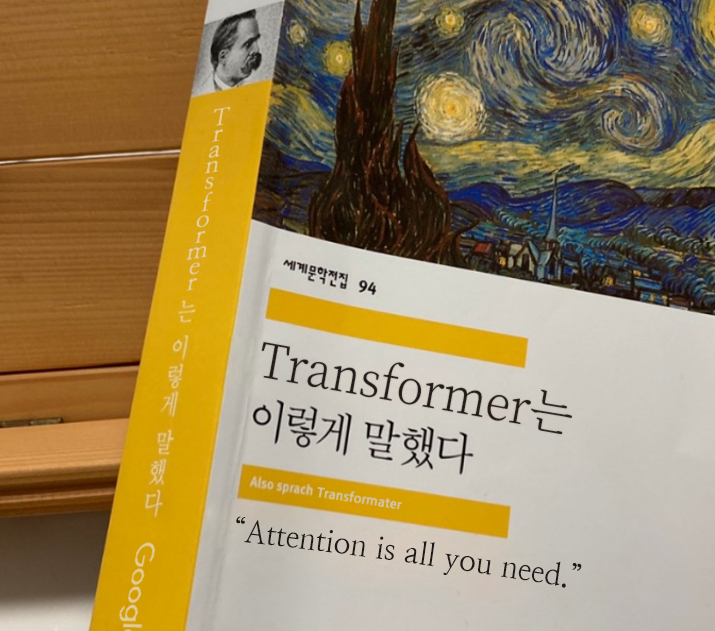 Transformer는 이렇게 말했다
세계문학전집 94
Transformer는
이렇게 말했다
Also sprach Transformater
“Attention is all you need.”